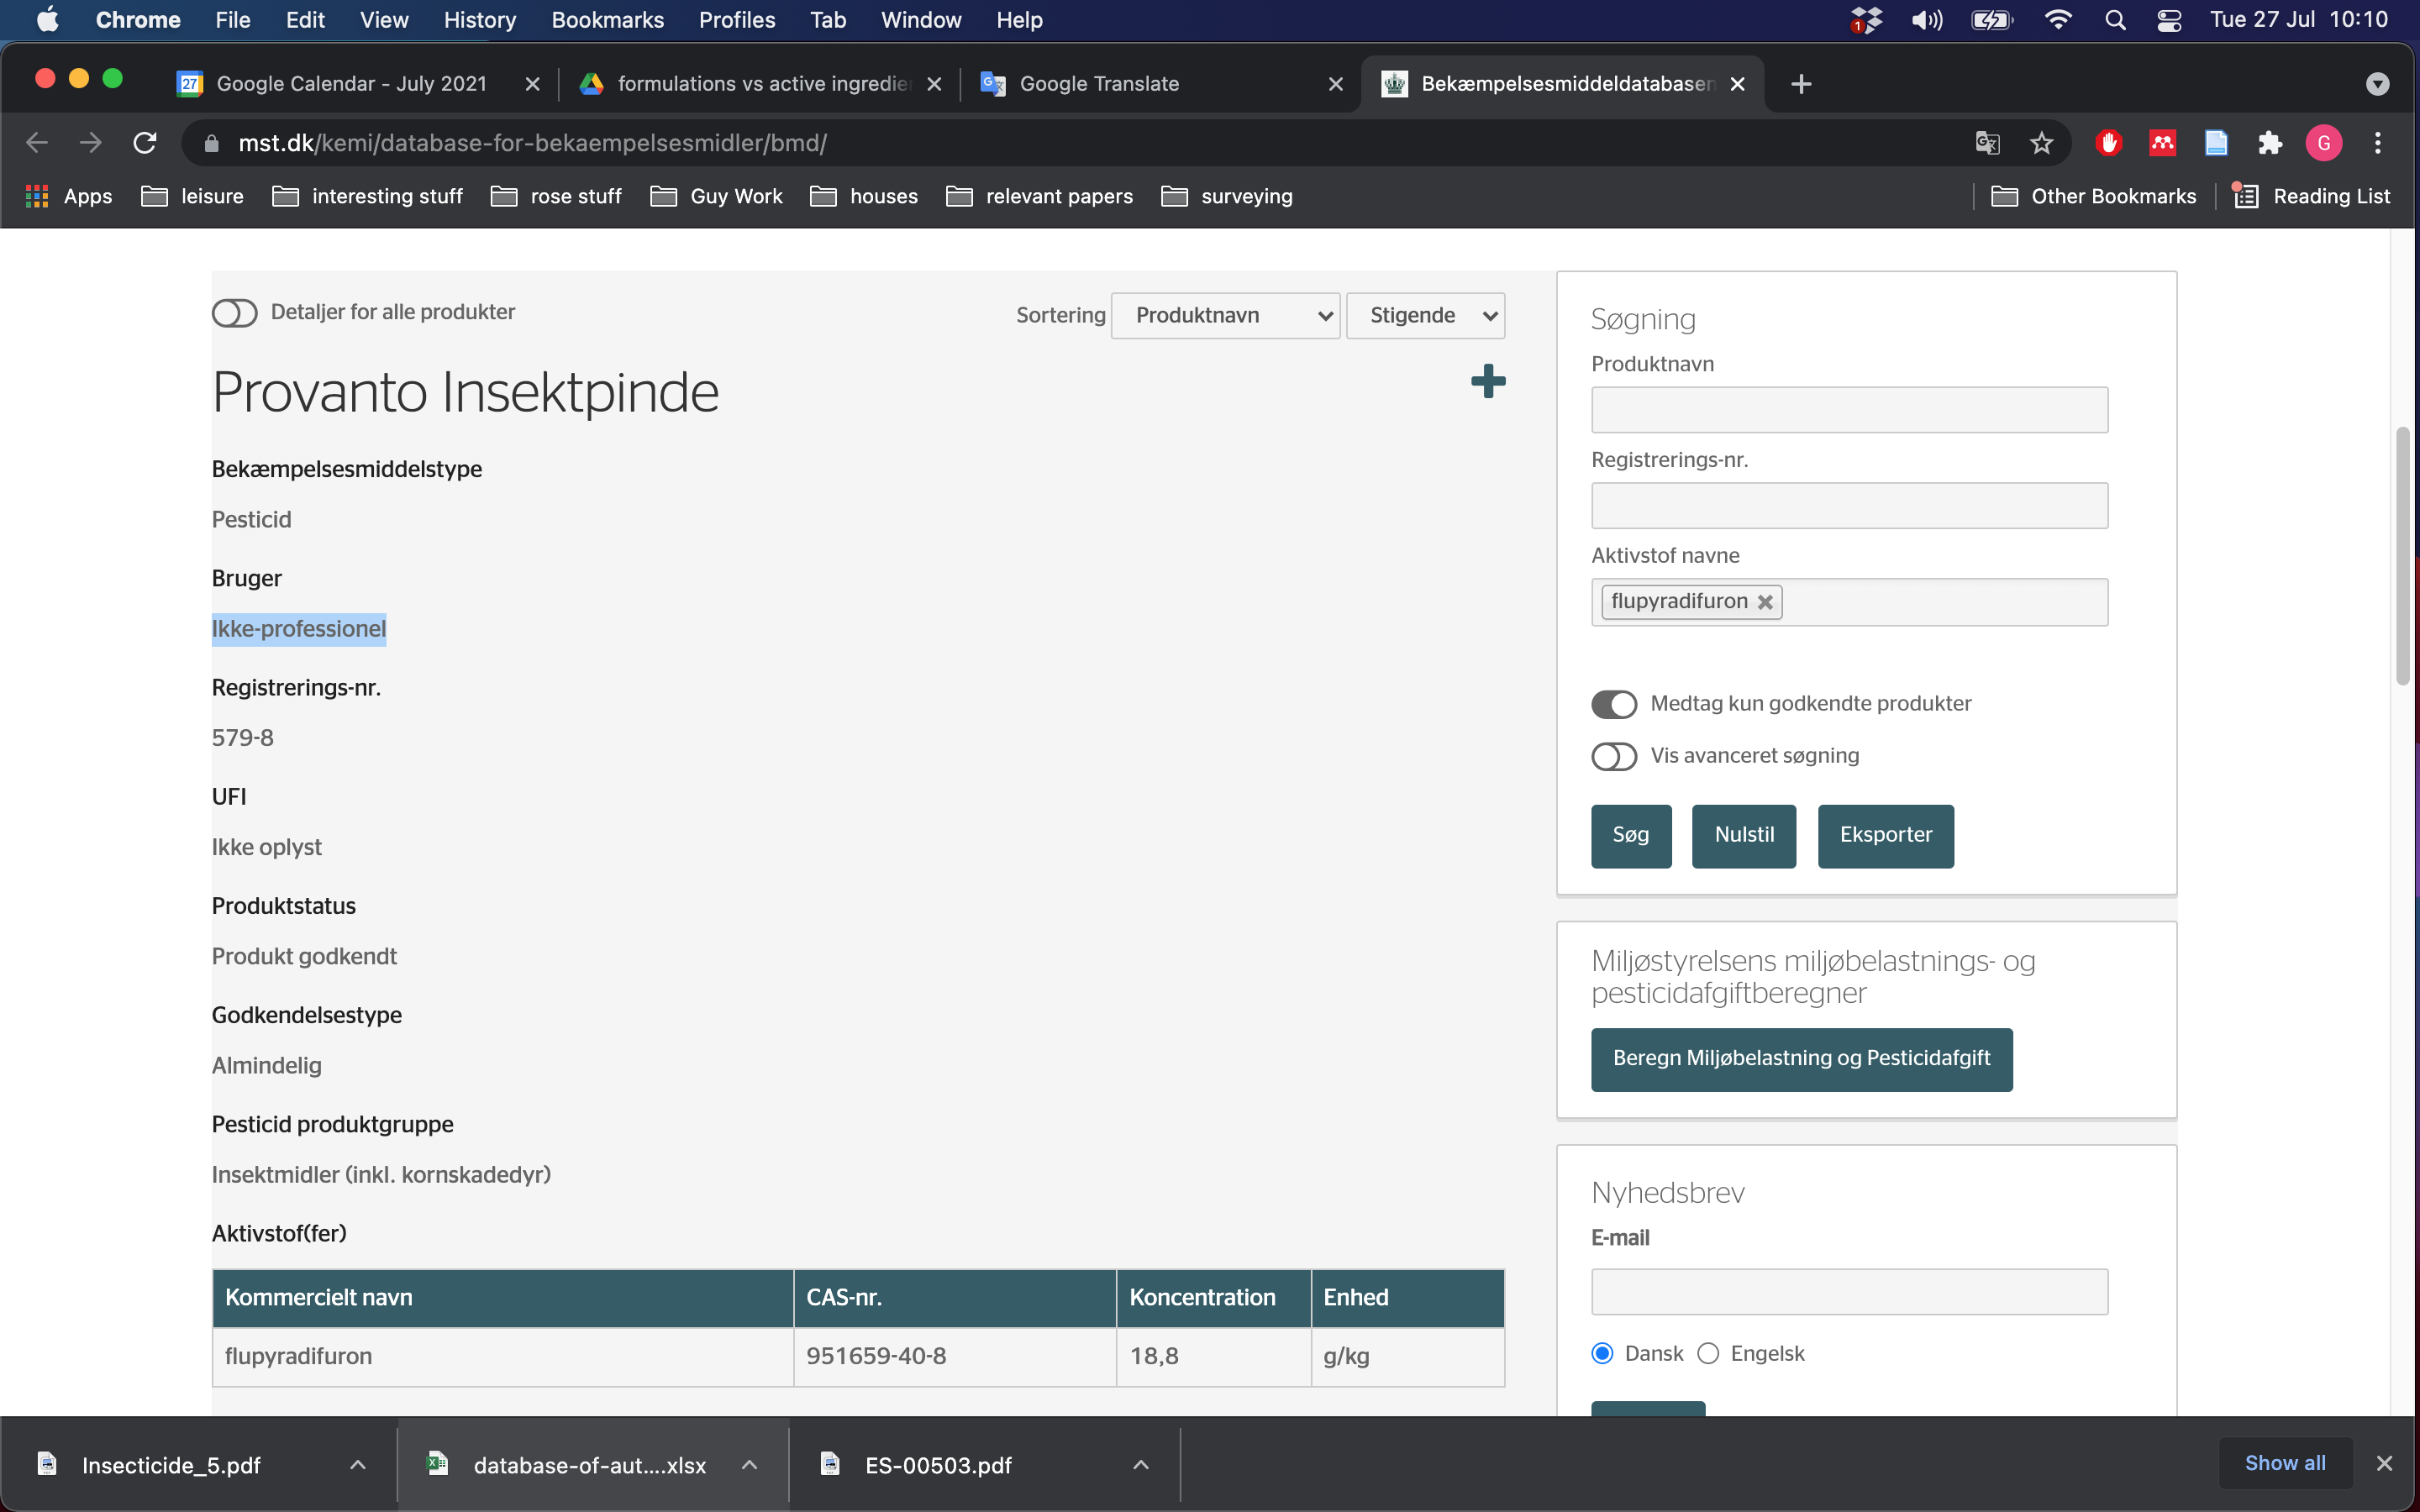 Chrome File Edit View History Bookmarks Profiles Tab Window Help
1
Tue 27 Jul 10:10
27 Google Calendar - July 2021
formulations vs active ingredie
Google Translate
Bekæmpelsesmiddeldatabasen
mst.dk/kemi/database-for-bekaempelsesmidler/bmd/
G
Apps leisure interesting stuff rose stuff Guy Work houses relevant papers surveying Other Bookmarks Reading List
Detaljer for alle produkter
Sortering Produktnavn Stigende
Provanto Insektpinde
Bekæmpelsesmiddelstype
Pesticid
Bruger
Ikke-professionel
Registrerings-nr.
579-8
UFI
Ikke oplyst
Produktstatus
Produkt godkendt
Godkendelsestype
Almindelig
Pesticid produktgruppe
Insektmidler (inkl. kornskadedyr)
Aktivstof(fer)
Kommercielt navn CAS-nr. Koncentration Enhed
flupyradifuron 951659-40-8 18,8 g/kg
Søgning
Produktnavn
Registrerings-nr.
Aktivstof navne
flupyradifuron
Medtag kun godkendte produkter
Vis avanceret søgning
Søg Nulstil Eksporter
Miljøstyrelsens miljøbelastnings- og
pesticidafgiftberegner
Beregn Miljøbelastning og Pesticidafgift
Nyhedsbrev
E-mail
Dansk Engelsk
Insecticide_5.pdf
database-of-aut....xlsx
ES-00503.pdf
Show all